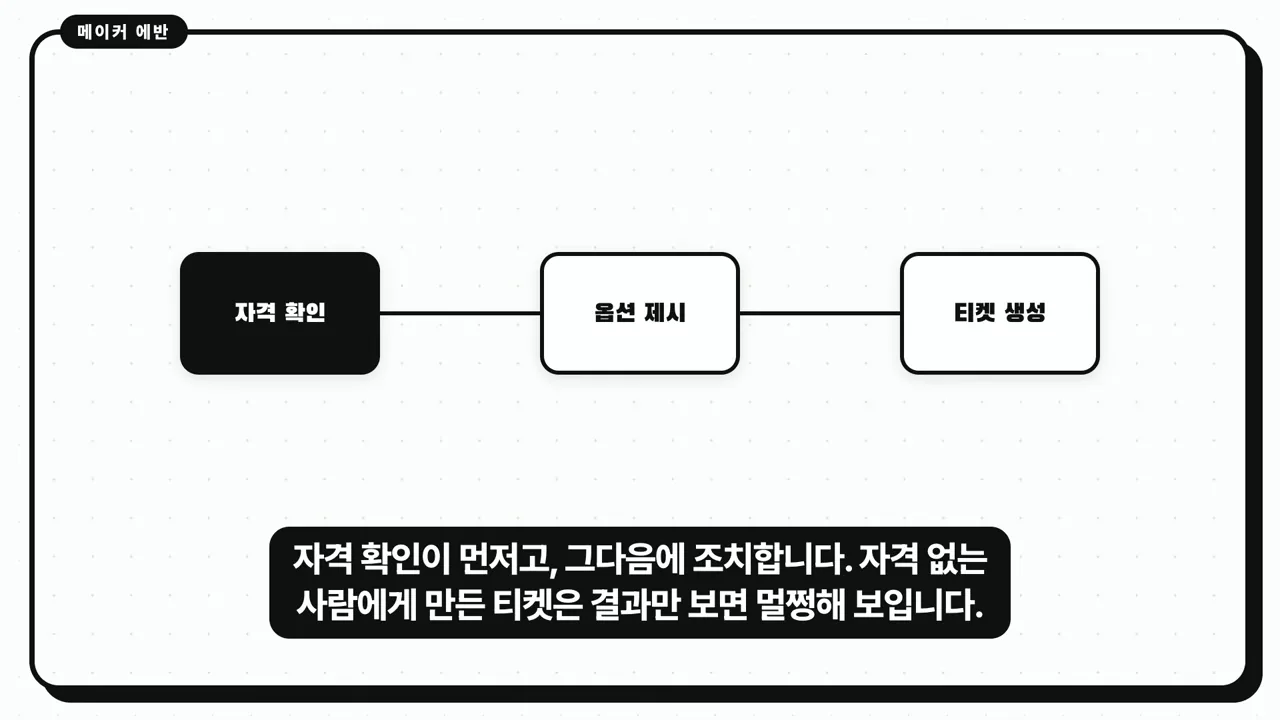 메이커 에반
자격 확인
옵션 제시
티켓 생성
자격 확인이 먼저고, 그다음에 조치합니다. 자격 없는
사람에게 만든 티켓은 결과만 보면 멀쩡해 보입니다.